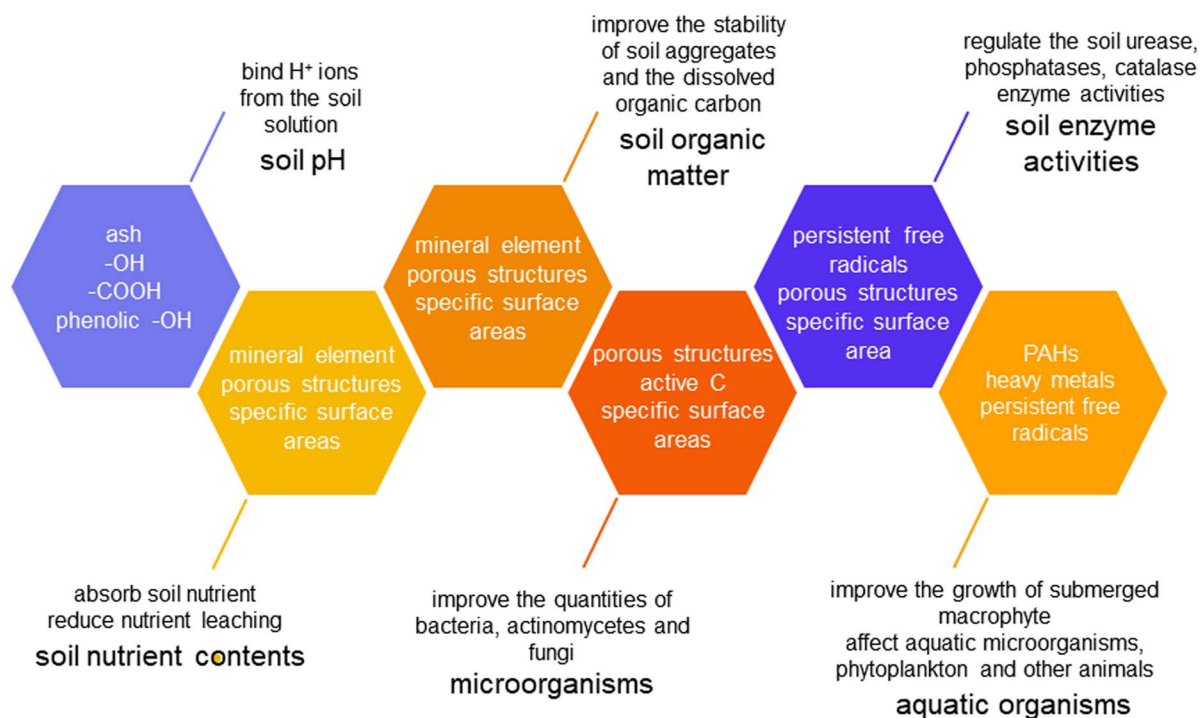 bind H⁺ ions
from the soil
solution
soil pH
improve the stability
of soil aggregates
and the dissolved
organic carbon
soil organic
matter
regulate the soil urease,
phosphatases, catalase
enzyme activities
soil enzyme
activities
ash
-OH
-COOH
phenolic -OH
mineral element
porous structures
specific surface
areas
mineral element
porous structures
specific surface
areas
porous structures
active C
specific surface
areas
persistent free
radicals
porous structures
specific surface
area
PAHs
heavy metals
persistent free
radicals
absorb soil nutrient
reduce nutrient leaching
soil nutrient contents
improve the quantities of
bacteria, actinomycetes and
fungi
microorganisms
improve the growth of submerged
macrophyte
affect aquatic microorganisms,
phytoplankton and other animals
aquatic organisms